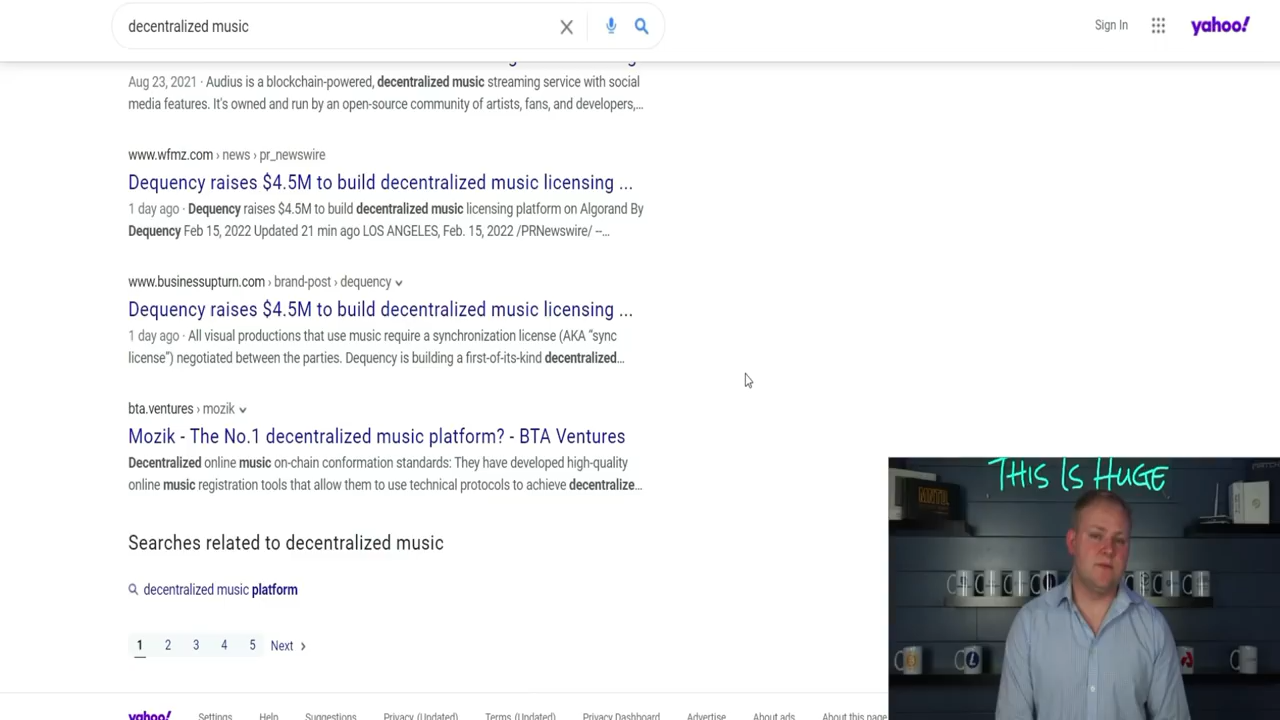 decentralized music
Sign In
yahoo!
Aug 23, 2021 · Audius is a blockchain-powered, decentralized music streaming service with social
media features. It's owned and run by an open-source community of artists, fans, and developers,...
www.wfmz.com › news › pr_newswire
Dequency raises $4.5M to build decentralized music licensing ...
1 day ago · Dequency raises $4.5M to build decentralized music licensing platform on Algorand By
Dequency Feb 15, 2022 Updated 21 min ago LOS ANGELES, Feb. 15, 2022 /PRNewswire/ --...
www.businessupturn.com › brand-post › dequency
Dequency raises $4.5M to build decentralized music licensing ...
1 day ago · All visual productions that use music require a synchronization license (AKA “sync
license”) negotiated between the parties. Dequency is building a first-of-its-kind decentralized...
bta.ventures › mozik
Mozik - The No.1 decentralized music platform? - BTA Ventures
Decentralized online music on-chain conformation standards: They have developed high-quality
online music registration tools that allow them to use technical protocols to achieve decentralize...
THIS IS HUGE
Searches related to decentralized music
decentralized music platform
1 2 3 4 5 Next ›
yahoo! Settings Help Suggestions Privacy (Updated) Terms (Updated) Privacy Dashboard Advertise About ads About this page